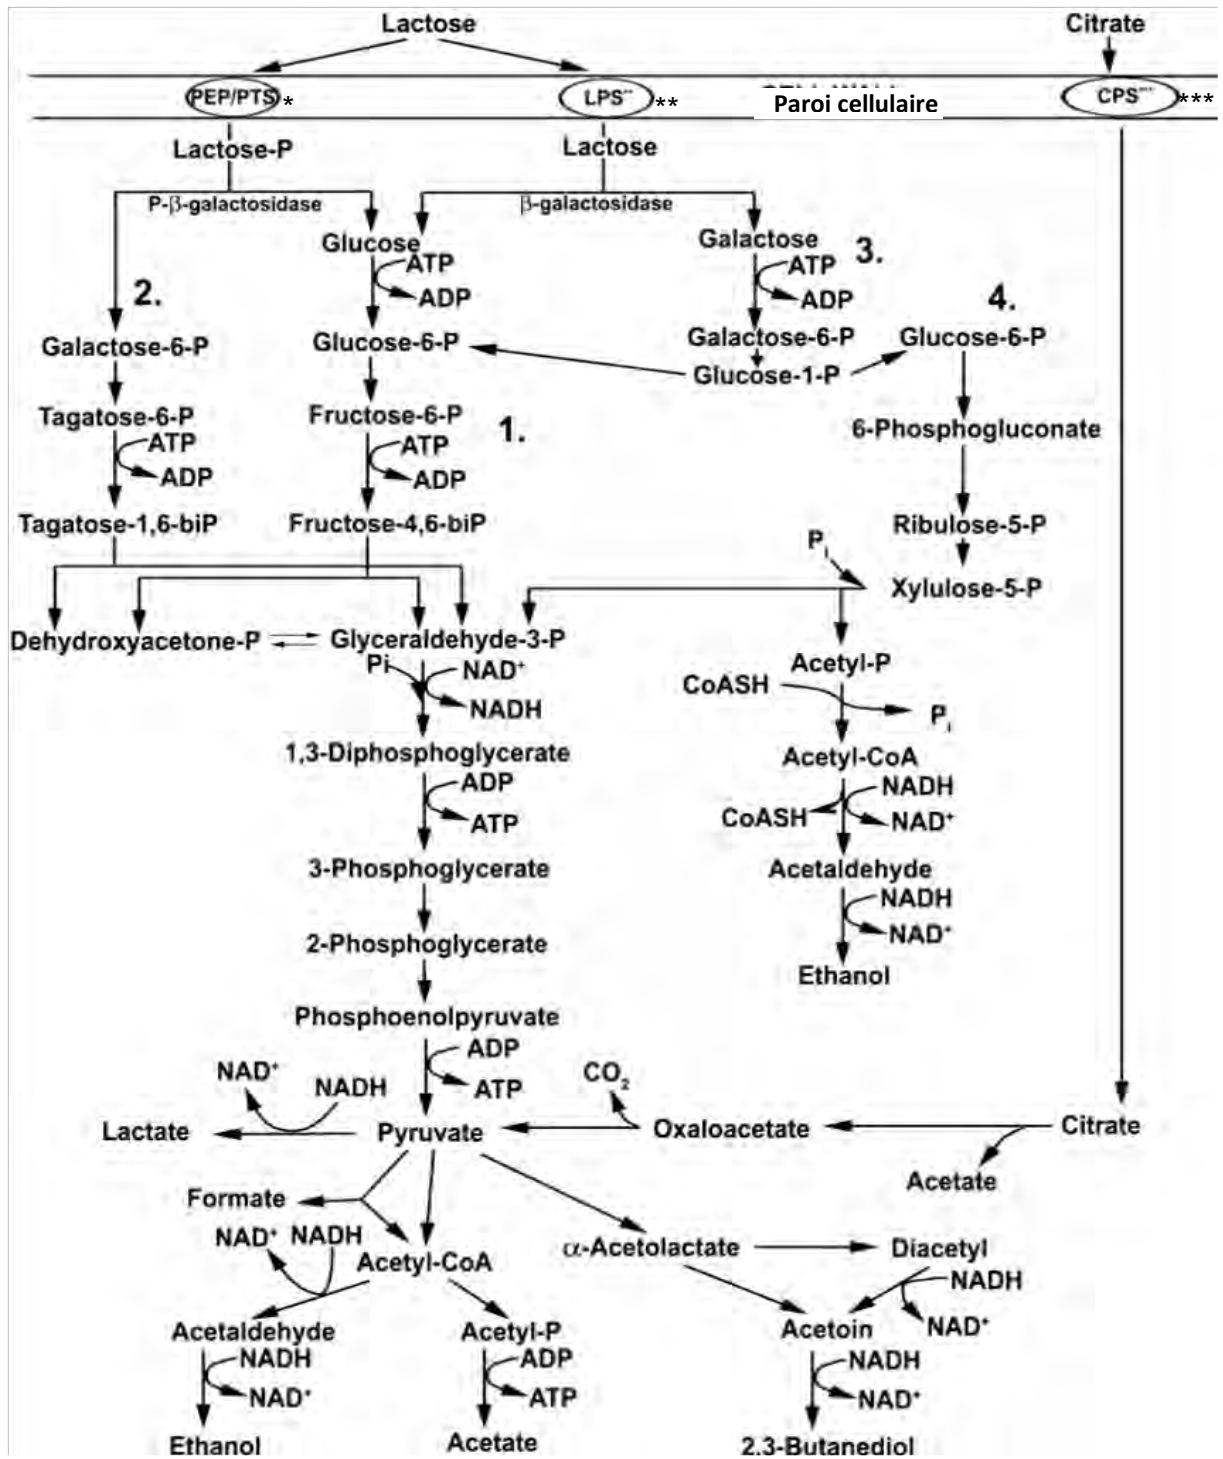 Lactose
Citrate
PEP/PTS
*
LPS**
**
Paroi cellulaire
CPS***
***
Lactose-P
Lactose
P-β-galactosidase
β-galactosidase
Glucose
Galactose
3.
ATP
ATP
ADP
ADP
2.
4.
Galactose-6-P
Glucose-6-P
Galactose-6-P
Glucose-6-P
Glucose-1-P
Tagatose-6-P
Fructose-6-P
1.
6-Phosphogluconate
ATP
ATP
ADP
ADP
Tagatose-1,6-biP
Fructose-4,6-biP
Ribulose-5-P
Pi
Xylulose-5-P
Dehydroxyacetone-P
Glyceraldehyde-3-P
Pi
NAD+
Acetyl-P
CoASH
NADH
Pi
1,3-Diphosphoglycerate
Acetyl-CoA
ADP
NADH
ATP
CoASH
NAD+
3-Phosphoglycerate
Acetaldehyde
NADH
NAD+
2-Phosphoglycerate
Ethanol
Phosphoenolpyruvate
ADP
NAD+
NADH
ATP
CO2
Lactate
Pyruvate
Oxaloacetate
Citrate
Acetate
Formate
NAD+
NADH
Acetyl-CoA
α-Acetolactate
Diacetyl
NADH
Acetaldehyde
Acetyl-P
Acetoin
NAD+
NADH
ADP
NADH
NAD+
ATP
NAD+
Ethanol
Acetate
2,3-Butanediol